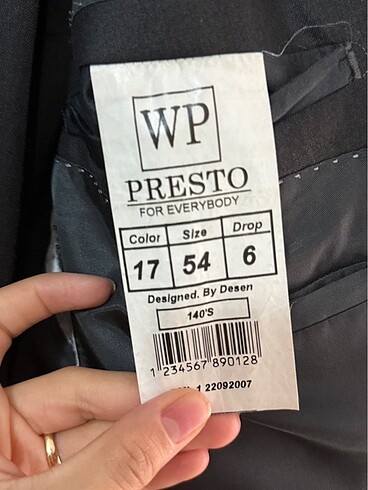 WP
PRESTO
FOR EVERYBODY
Color Size Drop
17 54 6
Designed. By Desen
140'S
1 234567 890128
1 22092007